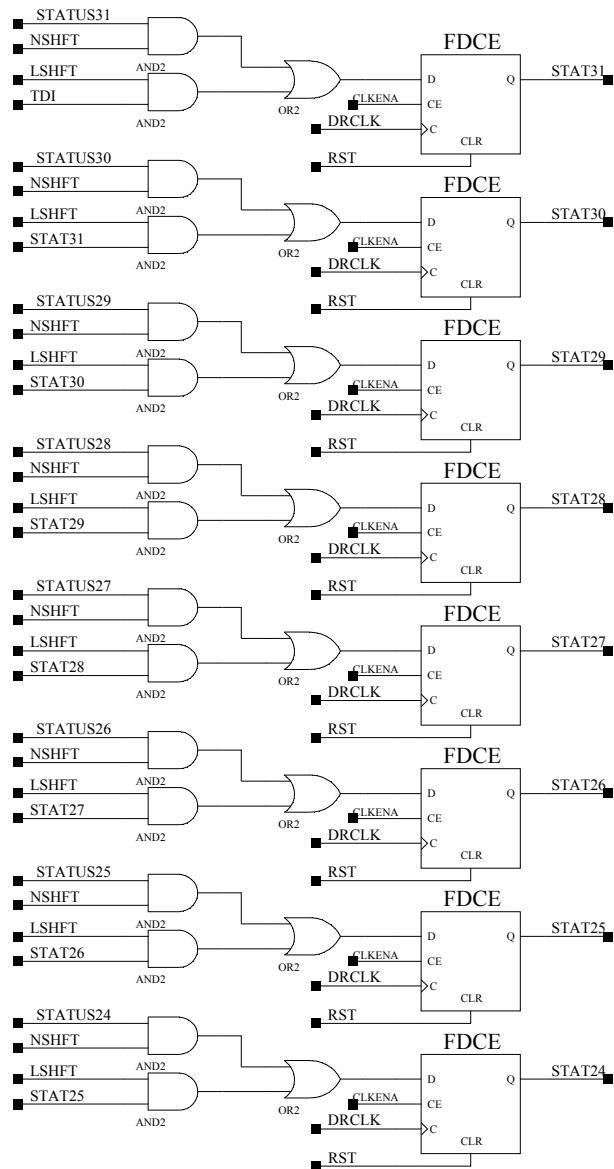 STATUS31
FDCE
NSHFT
AND2
LSHFT
D
Q
STAT31
TDI
OR2
CLKENA
CE
AND2
DRCLK
C
CLR
RST
STATUS30
FDCE
NSHFT
AND2
LSHFT
D
Q
STAT30
STAT31
OR2
CLKENA
CE
AND2
DRCLK
C
CLR
RST
STATUS29
FDCE
NSHFT
AND2
LSHFT
D
Q
STAT29
STAT30
OR2
CLKENA
CE
AND2
DRCLK
C
CLR
RST
STATUS28
FDCE
NSHFT
AND2
LSHFT
D
Q
STAT28
STAT29
OR2
CLKENA
CE
AND2
DRCLK
C
CLR
RST
STATUS27
FDCE
NSHFT
AND2
LSHFT
D
Q
STAT27
STAT28
OR2
CLKENA
CE
AND2
DRCLK
C
CLR
RST
STATUS26
FDCE
NSHFT
AND2
LSHFT
D
Q
STAT26
STAT27
OR2
CLKENA
CE
AND2
DRCLK
C
CLR
RST
STATUS25
FDCE
NSHFT
AND2
LSHFT
D
Q
STAT25
STAT26
OR2
CLKENA
CE
AND2
DRCLK
C
CLR
RST
STATUS24
FDCE
NSHFT
AND2
LSHFT
D
Q
STAT24
STAT25
OR2
CLKENA
CE
AND2
DRCLK
C
CLR
RST